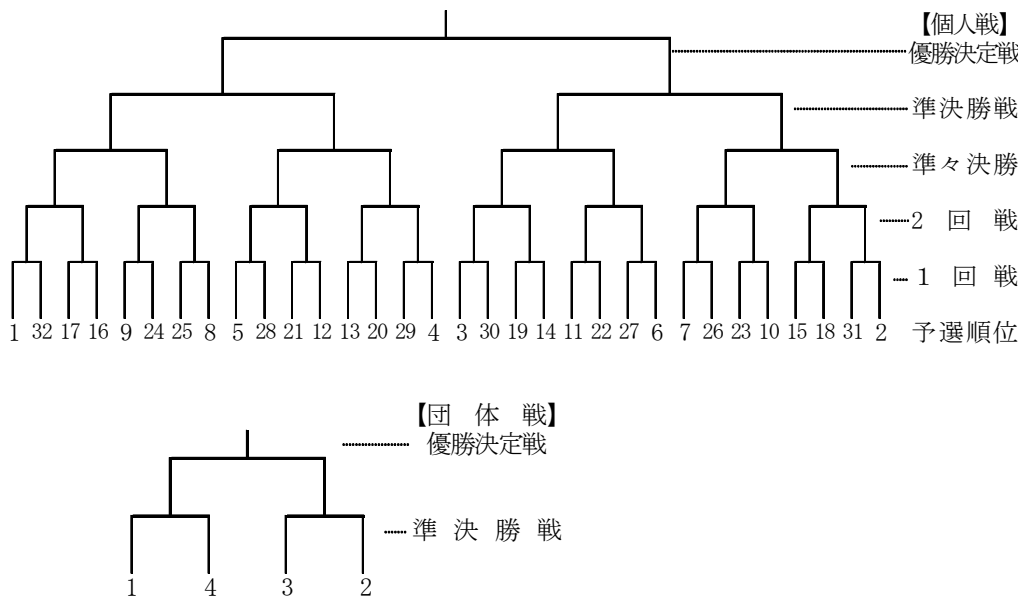 【個人戦】
優勝決定戦
準決勝戦
準々決勝
2 回 戦
1 回 戦
1 32 17 16 9 24 25 8 5 28 21 12 13 20 29 4 3 30 19 14 11 22 27 6 7 26 23 10 15 18 31 2 予選順位
【団 体 戦】
優勝決定戦
準 決 勝 戦
1 4 3 2